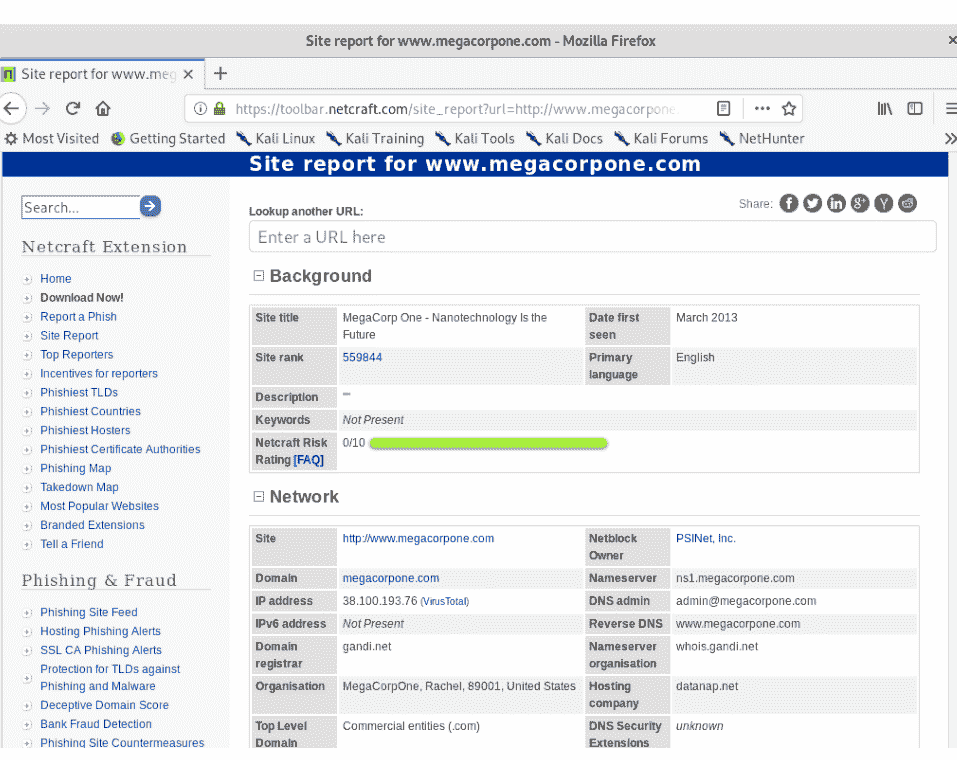 Site report for www.megacorpone.com - Mozilla Firefox
Site report for www.meg
https://toolbar.netcraft.com/site_report?url=http://www.megacorpone.
Most Visited Getting Started Kali Linux Kali Training Kali Tools Kali Docs Kali Forums NetHunter
Site report for www.megacorpone.com
Search...
Netcraft Extension
Home
Download Now!
Report a Phish
Site Report
Top Reporters
Incentives for reporters
Phishiest TLDs
Phishiest Countries
Phishiest Hosters
Phishiest Certificate Authorities
Phishing Map
Takedown Map
Most Popular Websites
Branded Extensions
Tell a Friend
Phishing & Fraud
Phishing Site Feed
Hosting Phishing Alerts
SSL CA Phishing Alerts
Protection for TLDs against
Phishing and Malware
Deceptive Domain Score
Bank Fraud Detection
Phishing Site Countermeasures
Share:
Lookup another URL:
Enter a URL here
Background
Site title MegaCorp One - Nanotechnology Is the
Future
Date first
seen March 2013
Site rank 559844
Primary
language English
Description
Keywords Not Present
Netcraft Risk
Rating [FAQ] 0/10
Network
Site http://www.megacorpone.com
Netblock
Owner PSINet, Inc.
Domain megacorpone.com Nameserver ns1.megacorpone.com
IP address 38.100.193.76 (VirusTotal) DNS admin admin@megacorpone.com
IPv6 address Not Present Reverse DNS www.megacorpone.com
Domain
registrar gandi.net
Nameserver
organisation whois.gandi.net
Organisation MegaCorpOne, Rachel, 89001, United States
Hosting
company datanap.net
Top Level
Domain Commercial entities (.com)
DNS Security
Extensions unknown